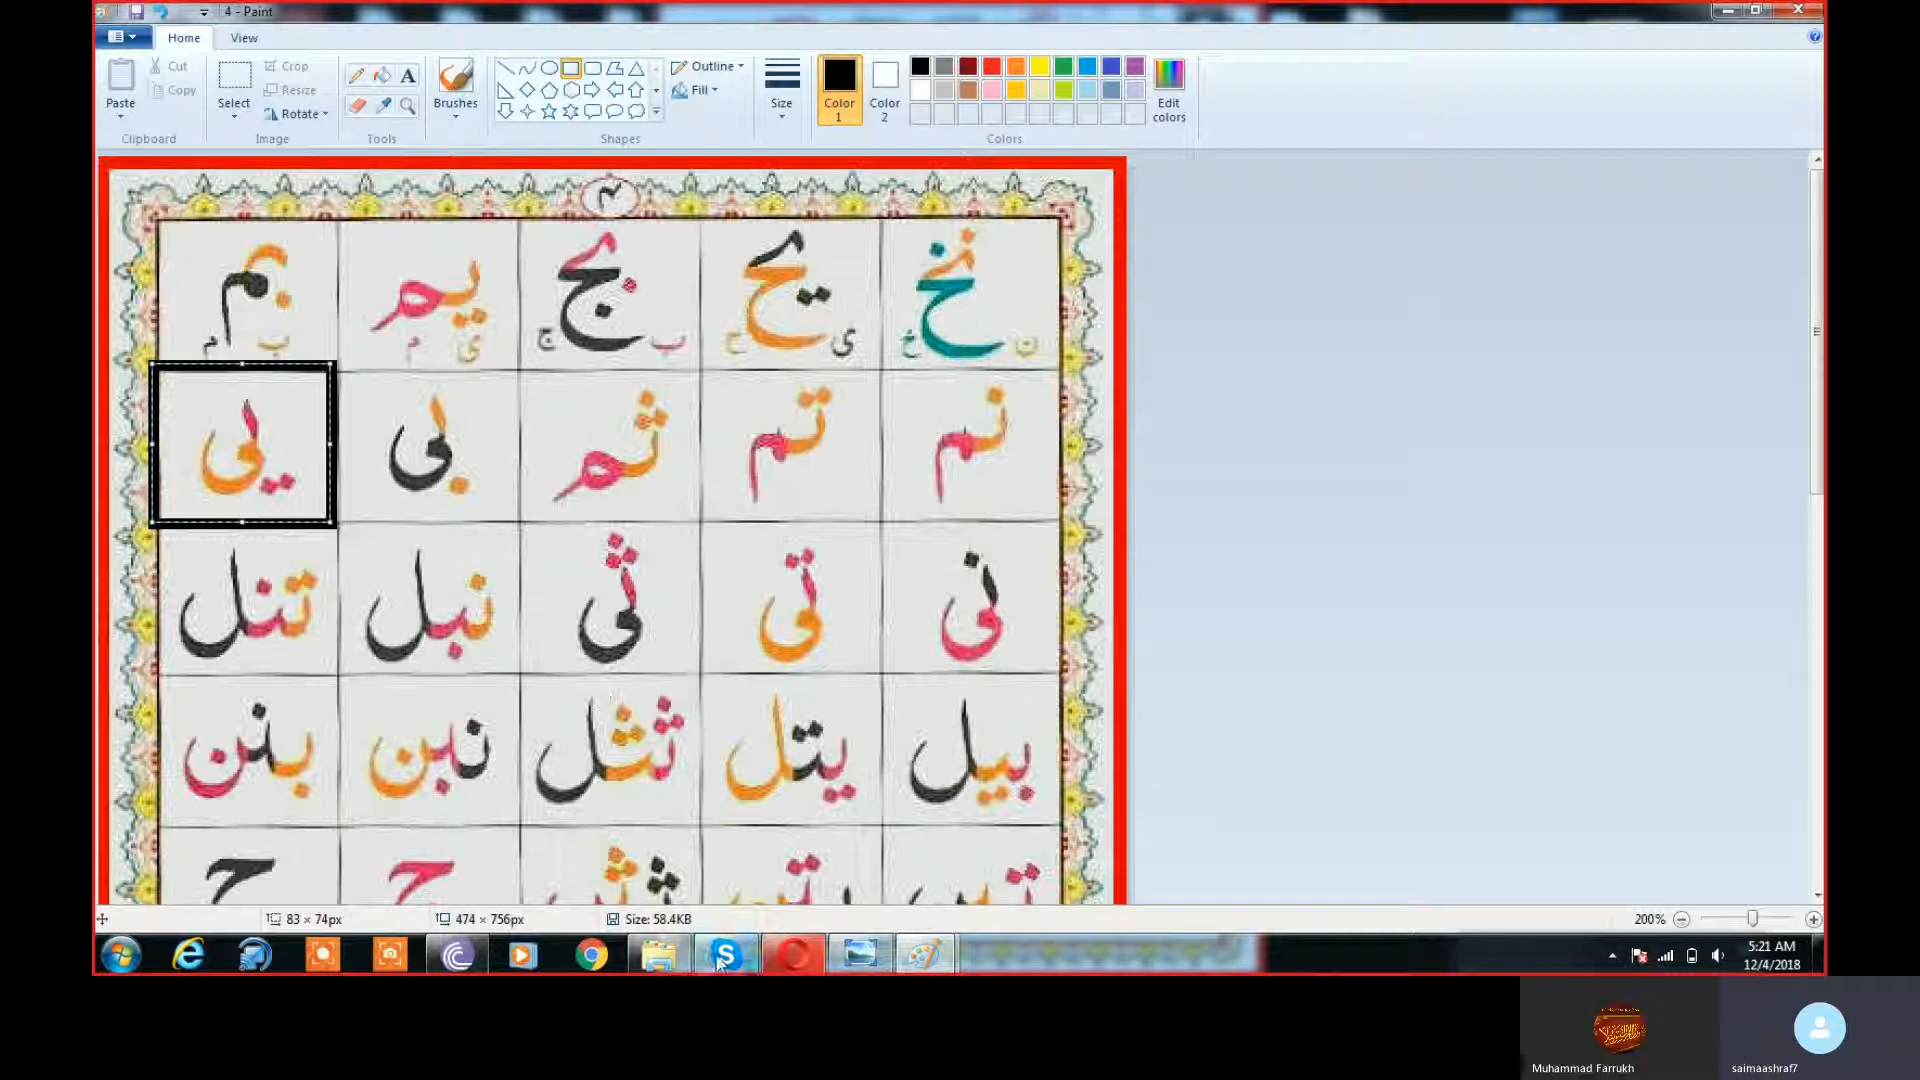 4 - Paint
Home View
Paste Cut Copy Select Crop Resize Rotate Brushes Outline Fill Size Color 1 Color 2 Edit colors
Clipboard Image Tools Shapes Colors
۴
نخ یح بج یم بم
ن خ ی ح ب ج ی م ب م
نم تم ثم بی یی
نی تی ثی نبل تنل
بیل یتل ثثل نبن بنن
83 × 74px 474 × 756px Size: 58.4KB 200%
5:21 AM
12/4/2018
Muhammad Farrukh saimaashraf7